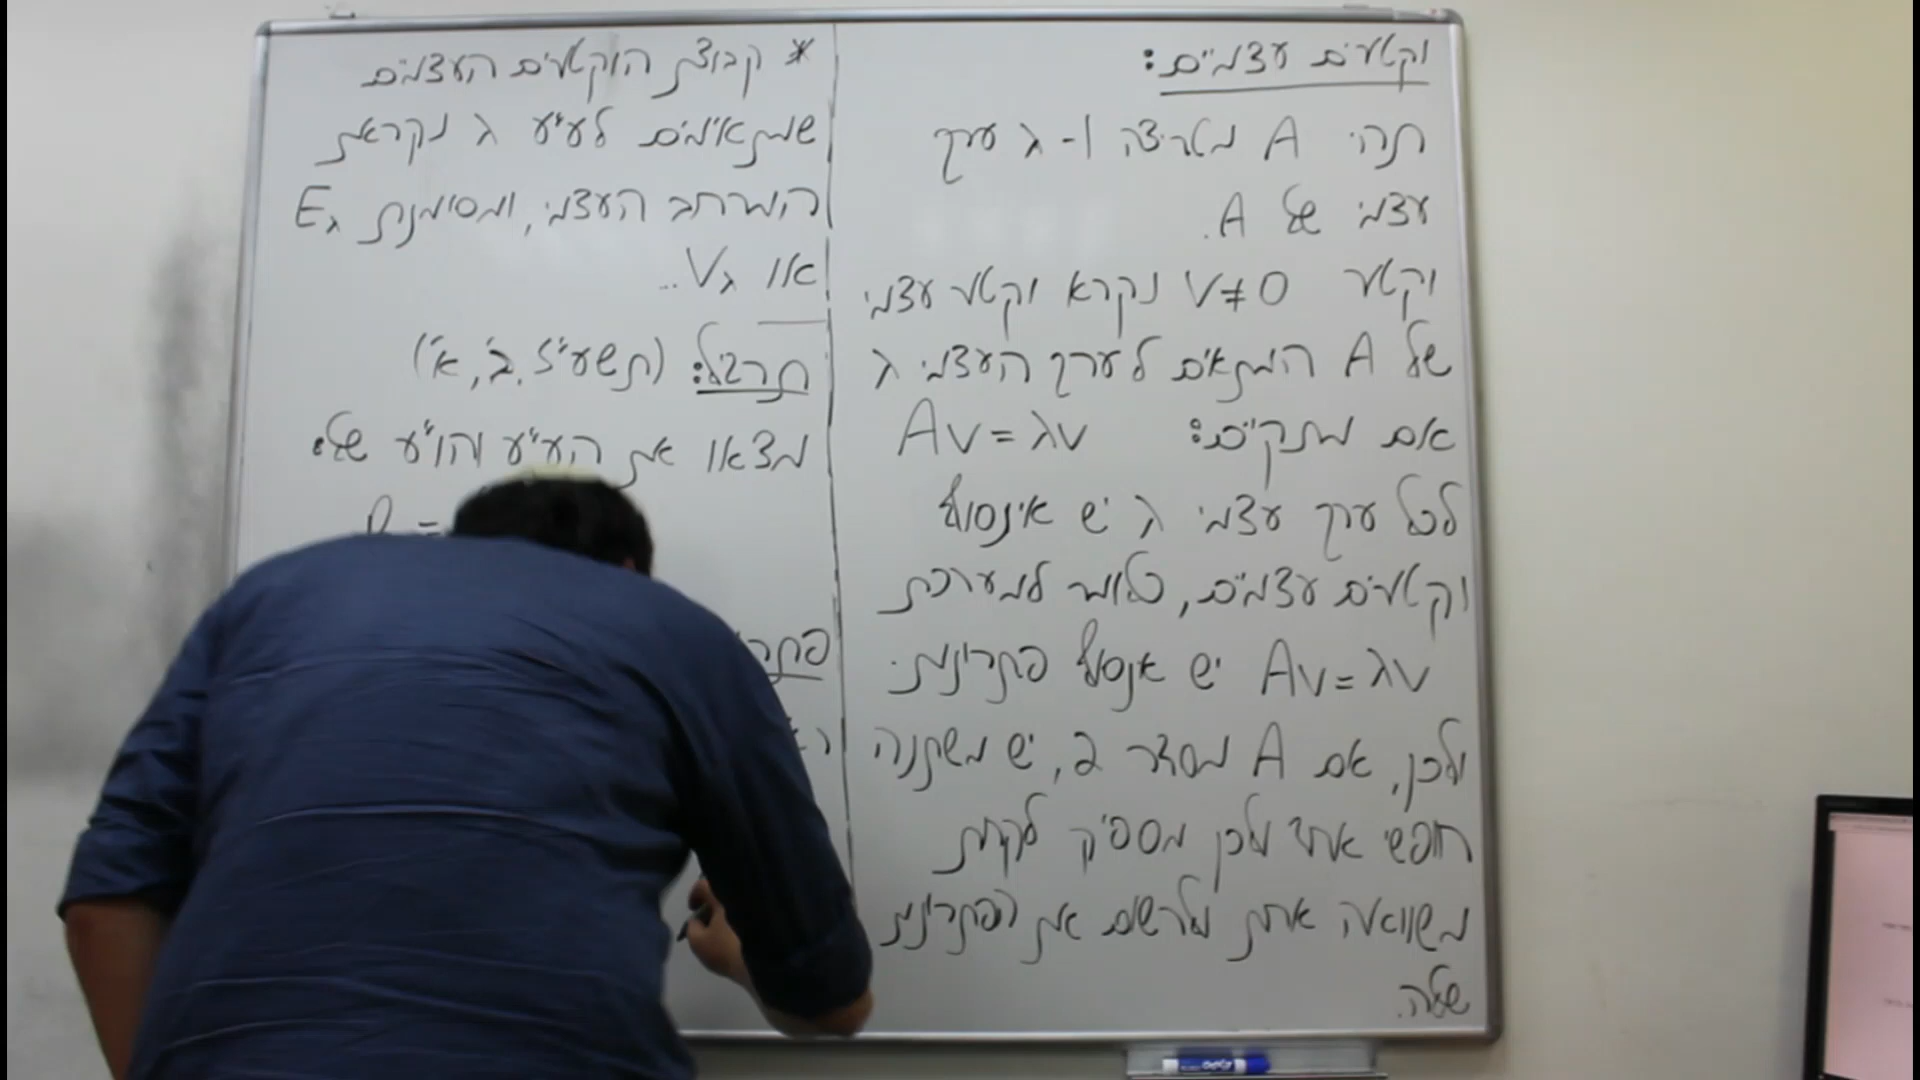 וקטורים עצמיים:
תהי A מטריצה ו- λ ערך
עצמי של A.
וקטור V≠0 נקרא וקטור עצמי
של A המתאים לערך העצמי λ
אם מתקיים: Av=λv
לכל ערך עצמי λ יש אינסוף
וקטורים עצמיים, כלומר למערכת
Av=λv יש אינסוף פתרונות.
ולכן, אם A מסדר 2, יש משתנה
חופשי אחד ולכן מספיק לקחת
משוואה אחת ולרשום את הפתרונות
שלה.
* קבוצת הוקטורים העצמיים
שמתאימים לע"ע λ נקראת
המרחב העצמי, ומסומנת Eλ
או Vλ...
תרגיל: (תשע"ז, ב', א')
מצאו את הע"ע והו"ע של:
=